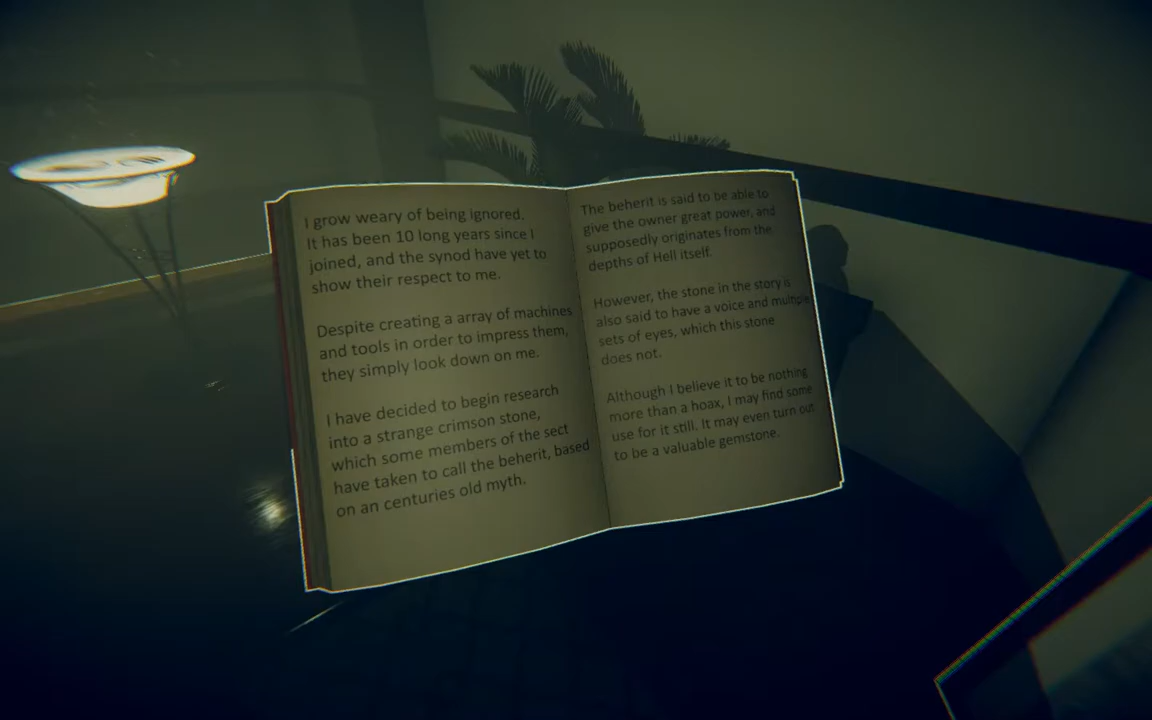 I grow weary of being ignored.
It has been 10 long years since I
joined, and the synod have yet to
show their respect to me.
Despite creating a array of machines
and tools in order to impress them,
they simply look down on me.
I have decided to begin research
into a strange crimson stone,
which some members of the sect
have taken to call the beherit, based
on an centuries old myth.
The beherit is said to be able to
give the owner great power, and
supposedly originates from the
depths of Hell itself.
However, the stone in the story is
also said to have a voice and multiple
sets of eyes, which this stone
does not.
Although I believe it to be nothing
more than a hoax, I may find some
use for it still. It may even turn out
to be a valuable gemstone.